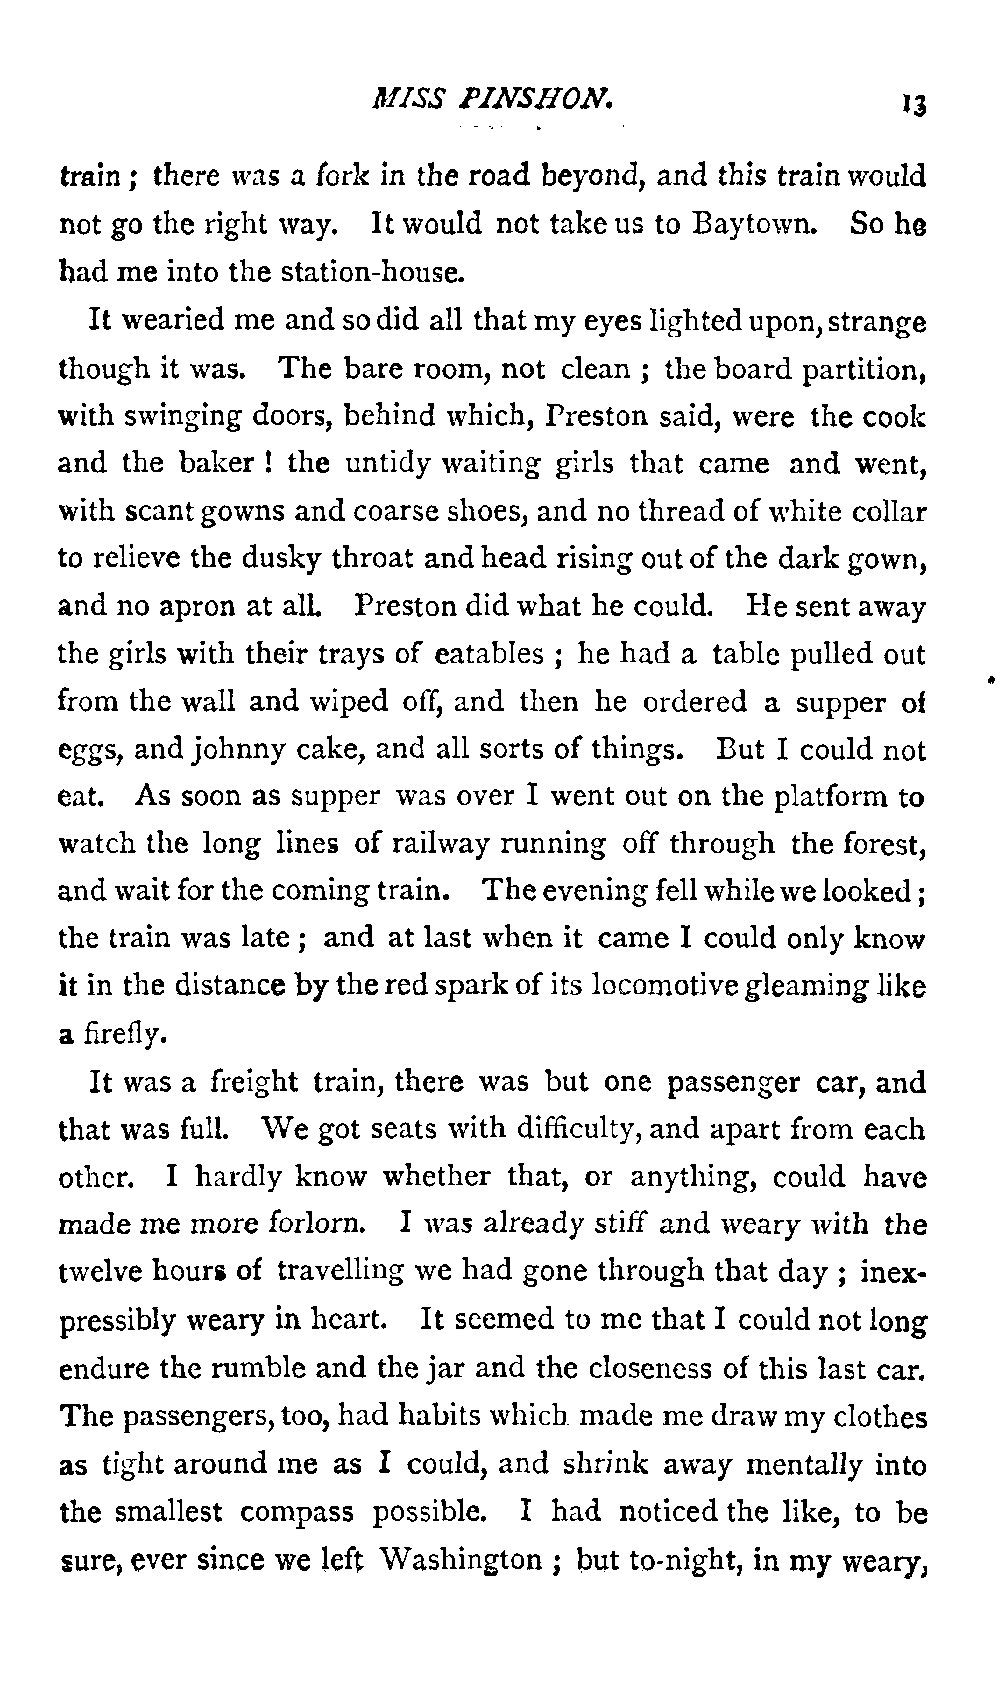 MISS PINSHON. 13
train ; there was a fork in the road beyond, and this train would
not go the right way. It would not take us to Baytown. So he
had me into the station-house.
It wearied me and so did all that my eyes lighted upon, strange
though it was. The bare room, not clean ; the board partition,
with swinging doors, behind which, Preston said, were the cook
and the baker ! the untidy waiting girls that came and went,
with scant gowns and coarse shoes, and no thread of white collar
to relieve the dusky throat and head rising out of the dark gown,
and no apron at all. Preston did what he could. He sent away
the girls with their trays of eatables ; he had a table pulled out
from the wall and wiped off, and then he ordered a supper of
eggs, and johnny cake, and all sorts of things. But I could not
eat. As soon as supper was over I went out on the platform to
watch the long lines of railway running off through the forest,
and wait for the coming train. The evening fell while we looked ;
the train was late ; and at last when it came I could only know
it in the distance by the red spark of its locomotive gleaming like
a firefly.
It was a freight train, there was but one passenger car, and
that was full. We got seats with difficulty, and apart from each
other. I hardly know whether that, or anything, could have
made me more forlorn. I was already stiff and weary with the
twelve hours of travelling we had gone through that day ; inex-
pressibly weary in heart. It seemed to me that I could not long
endure the rumble and the jar and the closeness of this last car.
The passengers, too, had habits which made me draw my clothes
as tight around me as I could, and shrink away mentally into
the smallest compass possible. I had noticed the like, to be
sure, ever since we left Washington ; but to-night, in my weary,